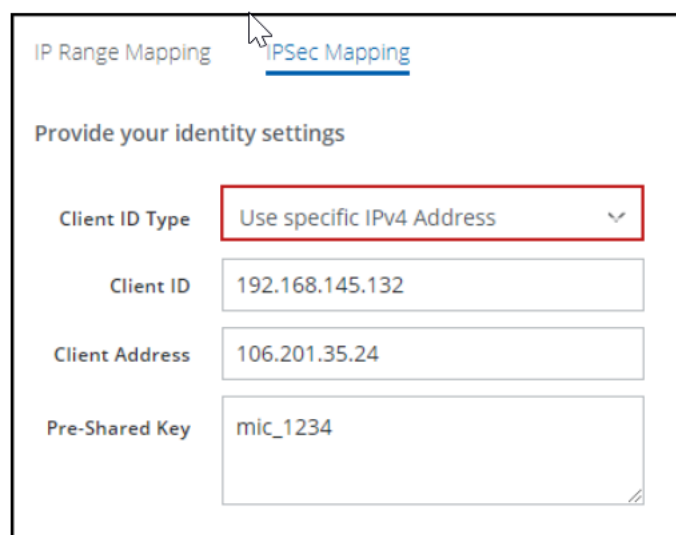 IP Range Mapping IPSec Mapping
Provide your identity settings
Client ID Type Use specific IPv4 Address
Client ID 192.168.145.132
Client Address 106.201.35.24
Pre-Shared Key mic_1234